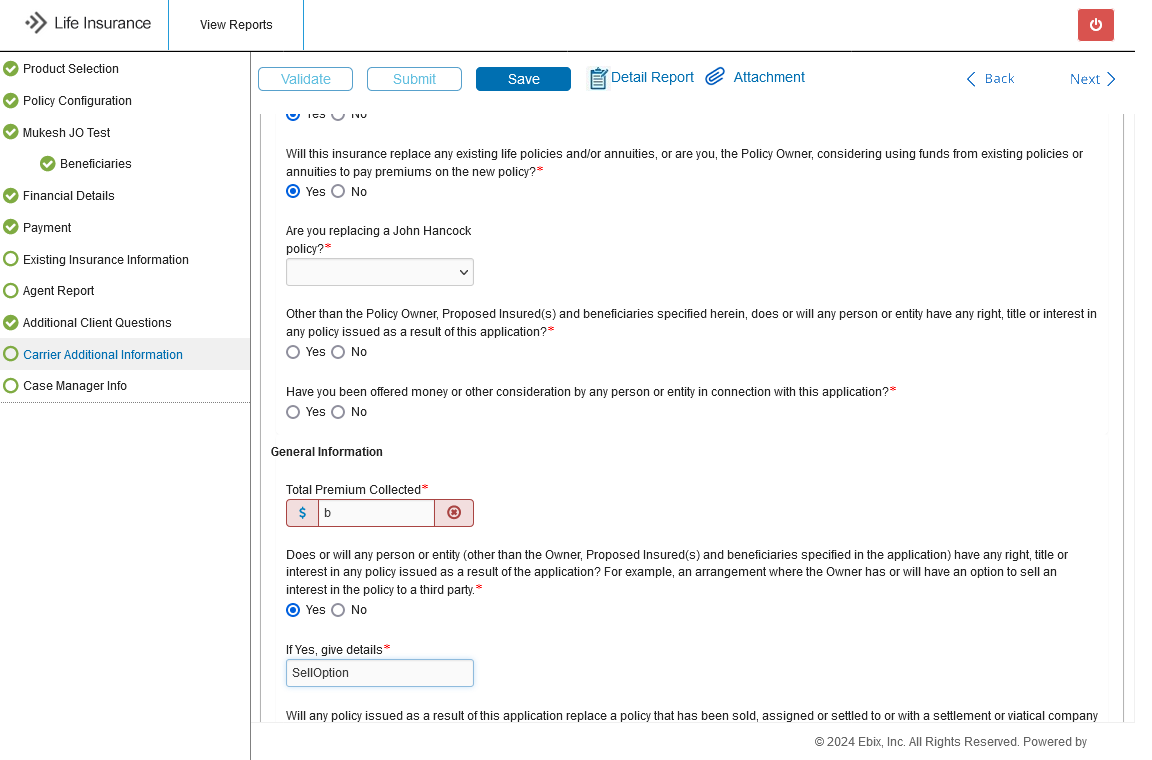 Life Insurance
View Reports
Product Selection
Policy Configuration
Mukesh JO Test
Beneficiaries
Financial Details
Payment
Existing Insurance Information
Agent Report
Additional Client Questions
Carrier Additional Information
Case Manager Info
Validate
Submit
Save
Detail Report
Attachment
Back
Next
Yes No
Will this insurance replace any existing life policies and/or annuities, or are you, the Policy Owner, considering using funds from existing policies or
annuities to pay premiums on the new policy?*
Yes No
Are you replacing a John Hancock
policy?*
Other than the Policy Owner, Proposed Insured(s) and beneficiaries specified herein, does or will any person or entity have any right, title or interest in
any policy issued as a result of this application?*
Yes No
Have you been offered money or other consideration by any person or entity in connection with this application?*
Yes No
General Information
Total Premium Collected*
$ b
Does or will any person or entity (other than the Owner, Proposed Insured(s) and beneficiaries specified in the application) have any right, title or
interest in any policy issued as a result of the application? For example, an arrangement where the Owner has or will have an option to sell an
interest in the policy to a third party.*
Yes No
If Yes, give details*
SellOption
Will any policy issued as a result of this application replace a policy that has been sold, assigned or settled to or with a settlement or viatical company
© 2024 Ebix, Inc. All Rights Reserved. Powered by